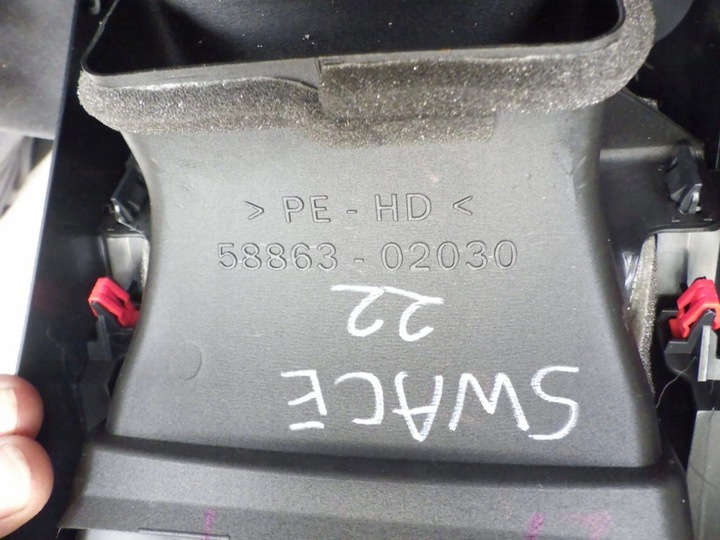 > PE - HD <
58863 - 02030
SWACE
22